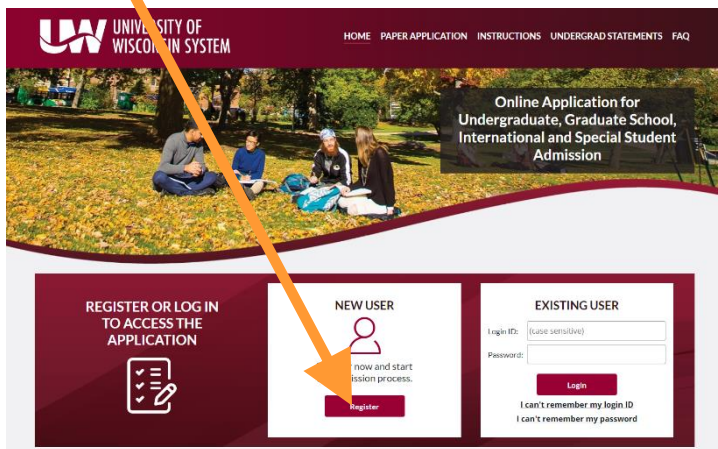 UW UNIVERSITY OF
WISCONSIN SYSTEM
HOME PAPER APPLICATION INSTRUCTIONS UNDERGRAD STATEMENTS FAQ
Online Application for
Undergraduate, Graduate School,
International and Special Student
Admission
REGISTER OR LOG IN
TO ACCESS THE
APPLICATION
NEW USER
now and start
process.
Register
EXISTING USER
Login ID: (case sensitive)
Password:
Login
I can't remember my login ID
I can't remember my password